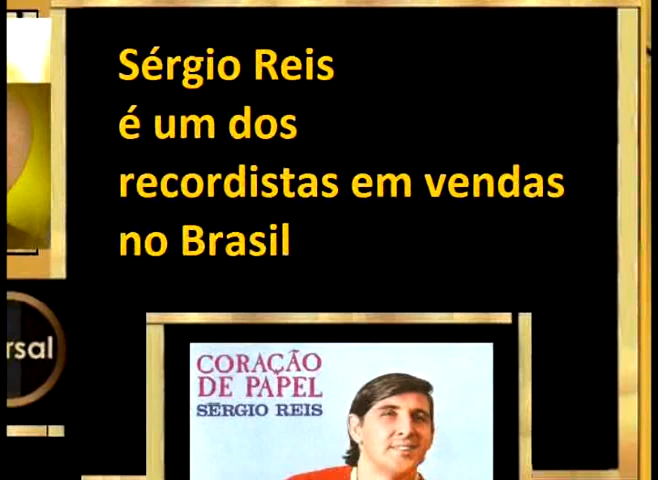 Sérgio Reis
é um dos
recordistas em vendas
no Brasil
rsal
CORAÇÃO
DE PAPEL
SÉRGIO REIS